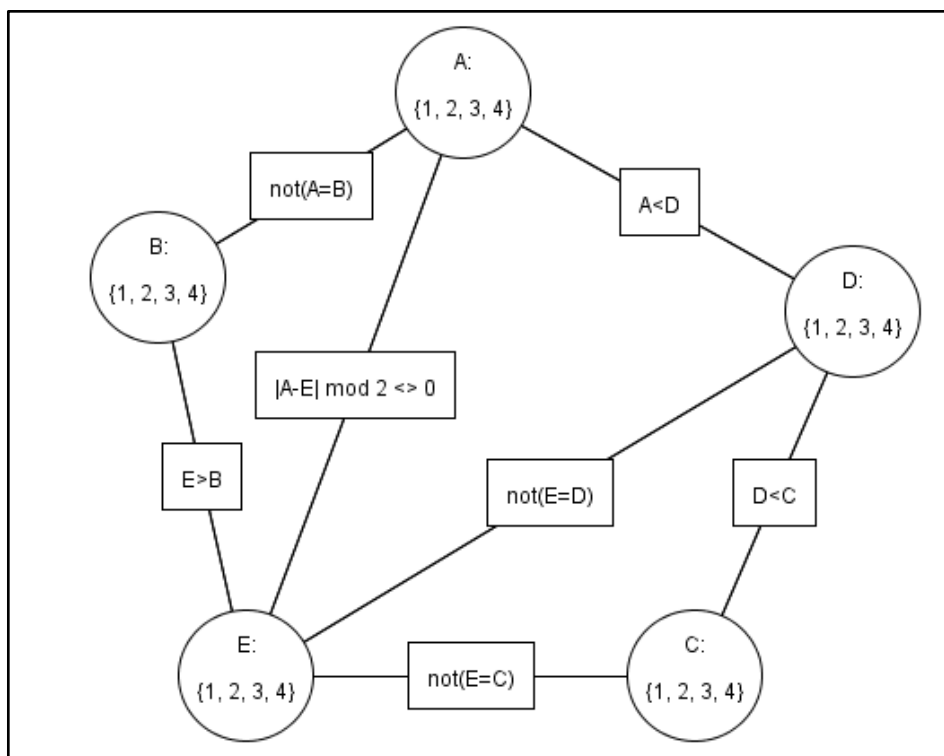 A:
{1, 2, 3, 4}
not(A=B)
A<D
B:
{1, 2, 3, 4}
D:
{1, 2, 3, 4}
|A-E| mod 2 <> 0
E>B
not(E=D)
D<C
E:
{1, 2, 3, 4}
not(E=C)
C:
{1, 2, 3, 4}